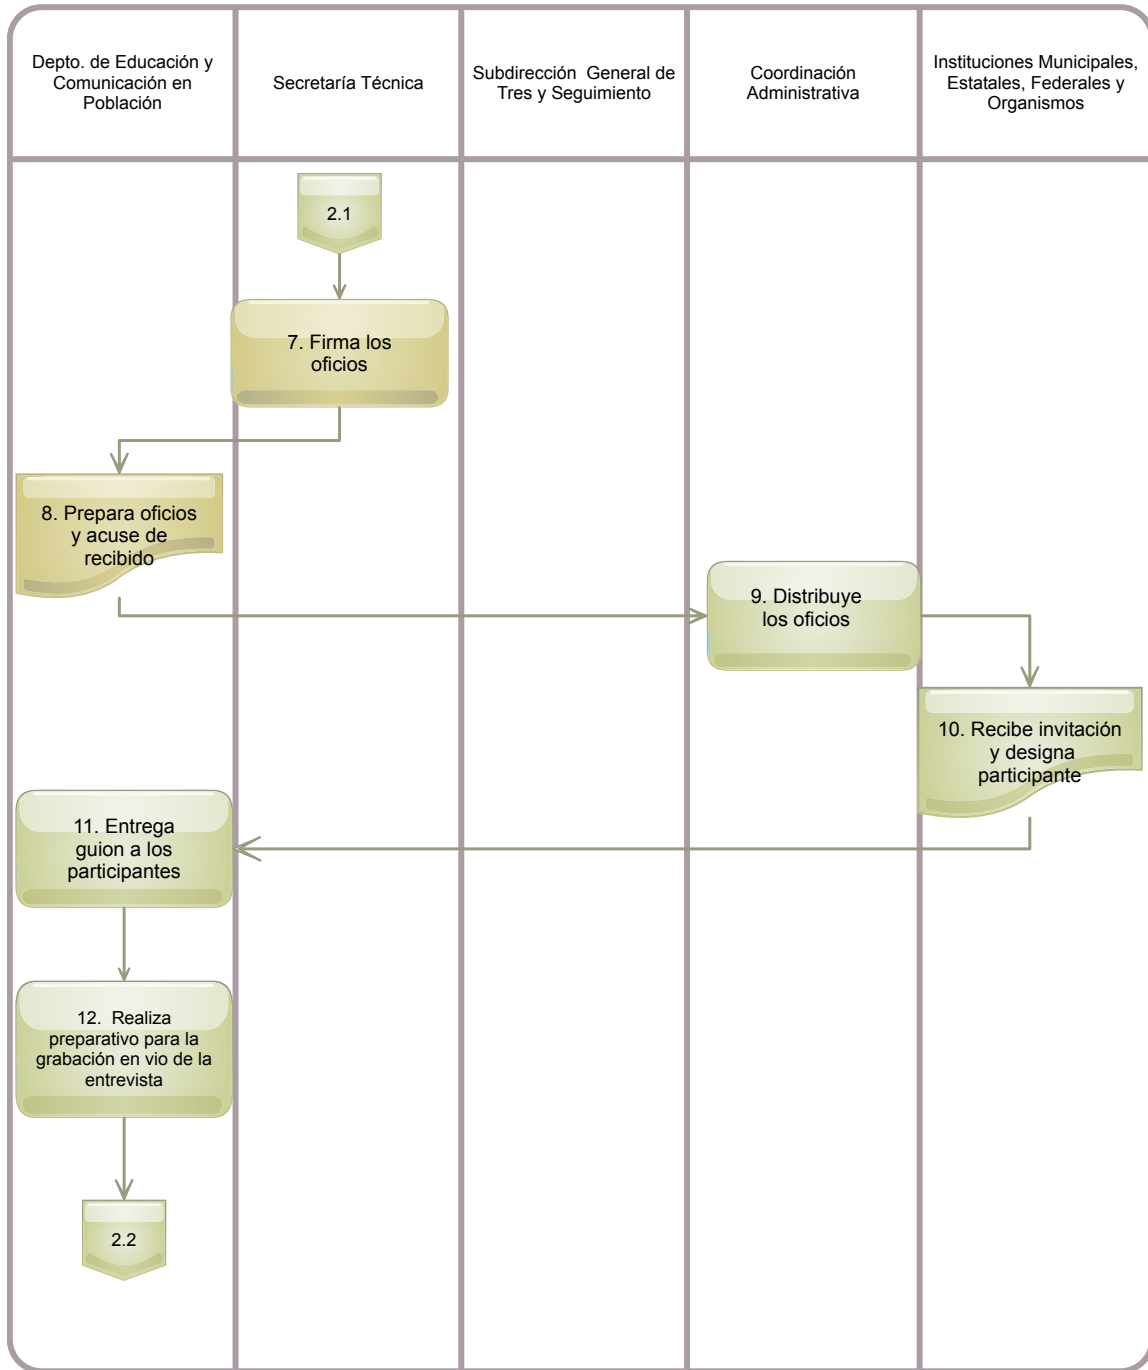 Depto. de Educación y
Comunicación en
Población
Secretaría Técnica
Subdirección General de
Tres y Seguimiento
Coordinación
Administrativa
Instituciones Municipales,
Estatales, Federales y
Organismos
2.1
7. Firma los
oficios
8. Prepara oficios
y acuse de
recibido
9. Distribuye
los oficios
10. Recibe invitación
y designa
participante
11. Entrega
guion a los
participantes
12. Realiza
preparativo para la
grabación en vio de la
entrevista
2.2